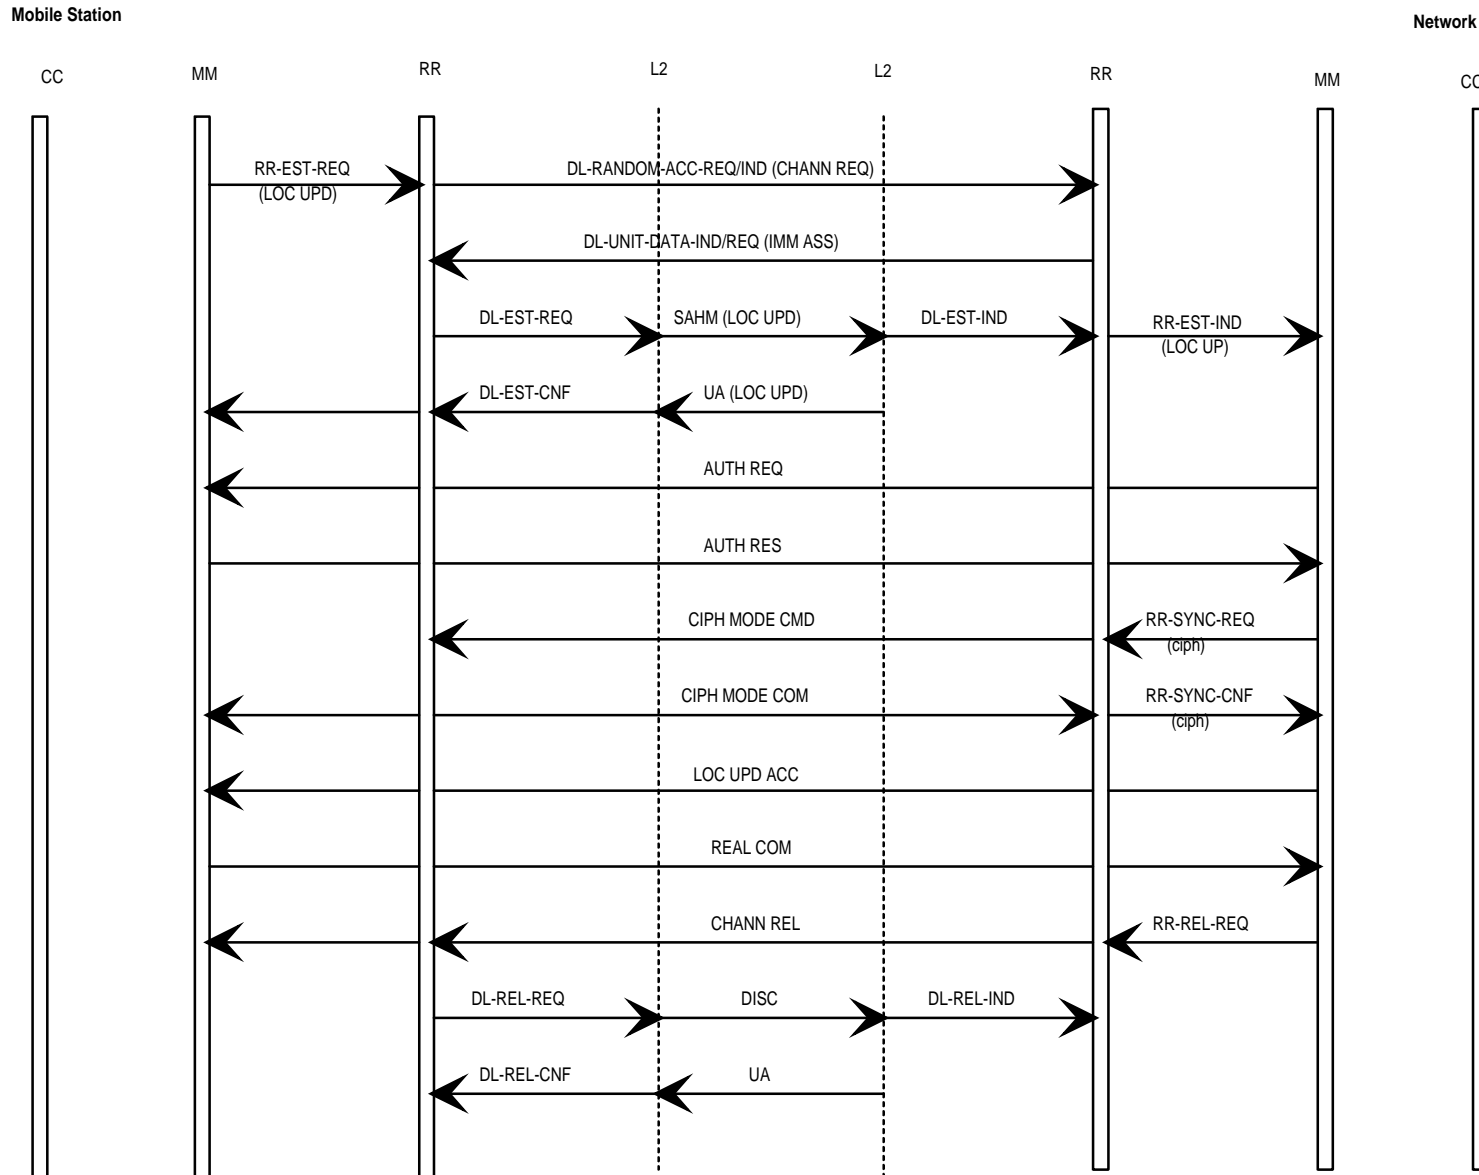 Mobile Station
Network
CC
MM
RR
L2
L2
RR
MM
CC
RR-EST-REQ
(LOC UPD)
DL-RANDOM-ACC-REQ/IND (CHANN REQ)
DL-UNIT-DATA-IND/REQ (IMM ASS)
DL-EST-REQ
SAHM (LOC UPD)
DL-EST-IND
RR-EST-IND
(LOC UP)
DL-EST-CNF
UA (LOC UPD)
AUTH REQ
AUTH RES
CIPH MODE CMD
RR-SYNC-REQ
(ciph)
CIPH MODE COM
RR-SYNC-CNF
(ciph)
LOC UPD ACC
REAL COM
CHANN REL
RR-REL-REQ
DL-REL-REQ
DISC
DL-REL-IND
DL-REL-CNF
UA